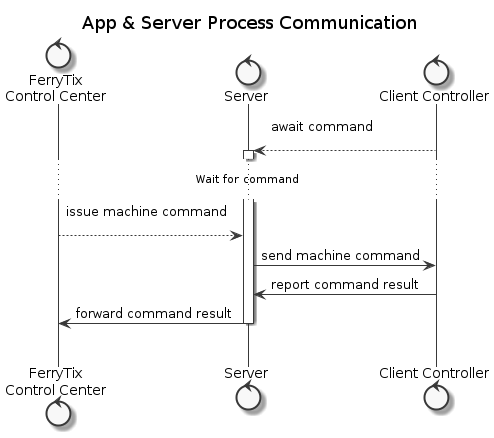 App & Server Process Communication
FerryTix
Control Center
Server
Client Controller
await command
Wait for command
issue machine command
send machine command
report command result
forward command result
FerryTix
Control Center
Server
Client Controller